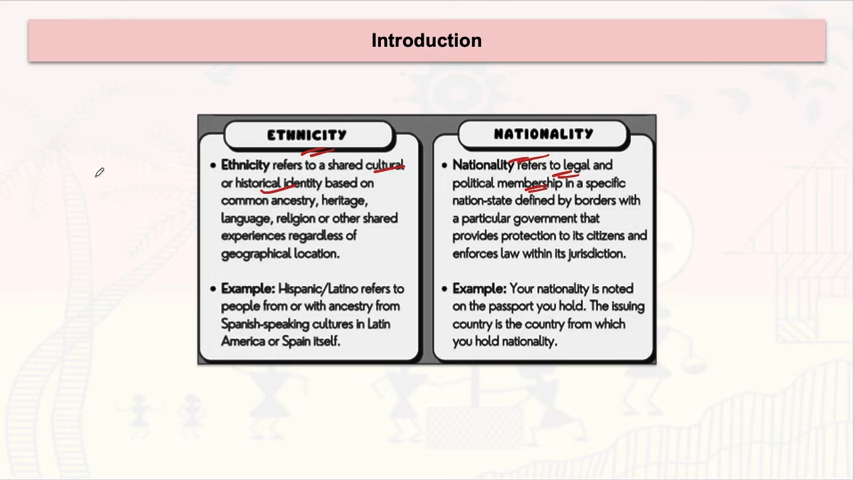 Introduction
ETHNICITY
• Ethnicity refers to a shared cultural
or historical identity based on
common ancestry, heritage,
language, religion or other shared
experiences regardless of
geographical location.
• Example: Hispanic/Latino refers to
people from or with ancestry from
Spanish-speaking cultures in Latin
America or Spain itself.
NATIONALITY
• Nationality refers to legal and
political membership in a specific
nation-state defined by borders with
a particular government that
provides protection to its citizens and
enforces law within its jurisdiction.
• Example: Your nationality is noted
on the passport you hold. The issuing
country is the country from which
you hold nationality.